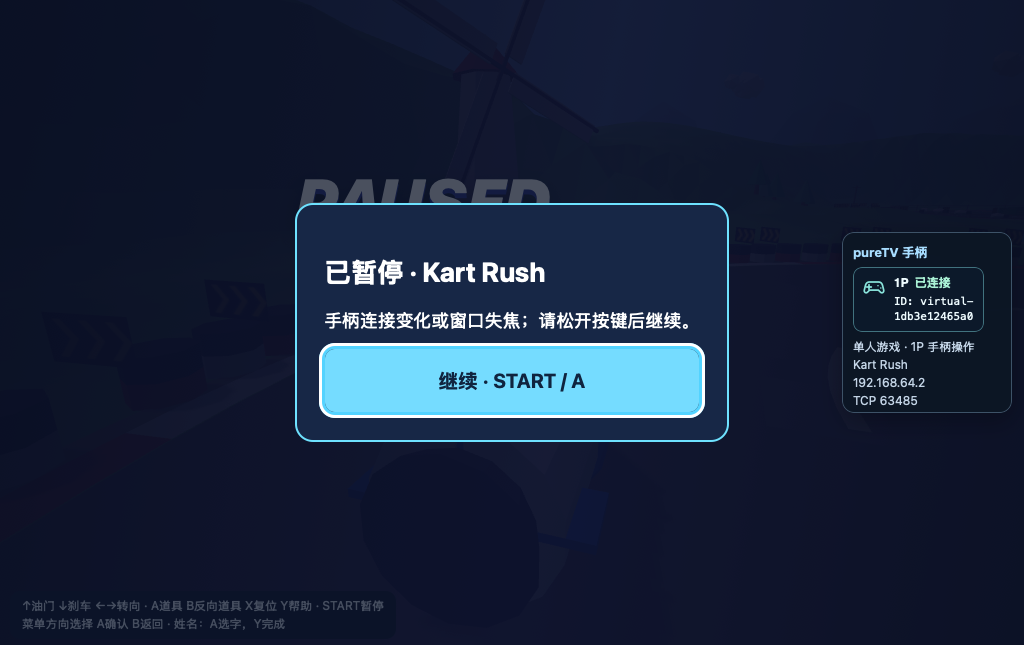 PAUSED
已暂停 · Kart Rush
手柄连接变化或窗口失焦；请松开按键后继续。
继续 · START / A
pureTV 手柄
1P 已连接
ID: virtual-
1db3e12465a0
单人游戏 · 1P 手柄操作
Kart Rush
192.168.64.2
TCP 63485
↑油门 ↓刹车 ←→转向 · A道具 B反向道具 X复位 Y帮助 · START暂停
菜单方向选择 A确认 B返回 · 姓名：A选字，Y完成